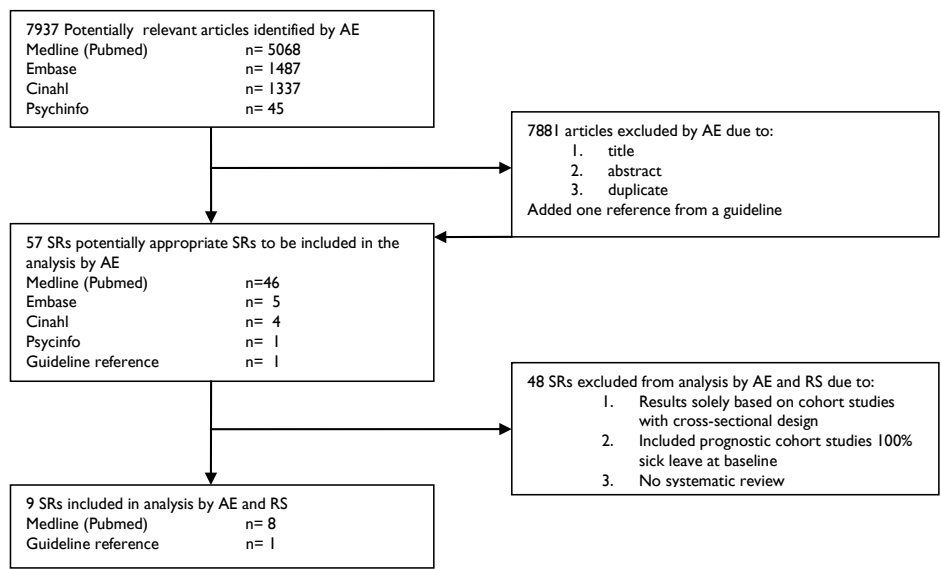 7937 Potentially relevant articles identified by AE
Medline (Pubmed) n= 5068
Embase n= 1487
Cinahl n= 1337
Psychinfo n= 45
7881 articles excluded by AE due to:
1. title
2. abstract
3. duplicate
Added one reference from a guideline
57 SRs potentially appropriate SRs to be included in the
analysis by AE
Medline (Pubmed) n=46
Embase n= 5
Cinahl n= 4
Psycinfo n= 1
Guideline reference n= 1
48 SRs excluded from analysis by AE and RS due to:
1. Results solely based on cohort studies
with cross-sectional design
2. Included prognostic cohort studies 100%
sick leave at baseline
3. No systematic review
9 SRs included in analysis by AE and RS
Medline (Pubmed) n= 8
Guideline reference n= 1